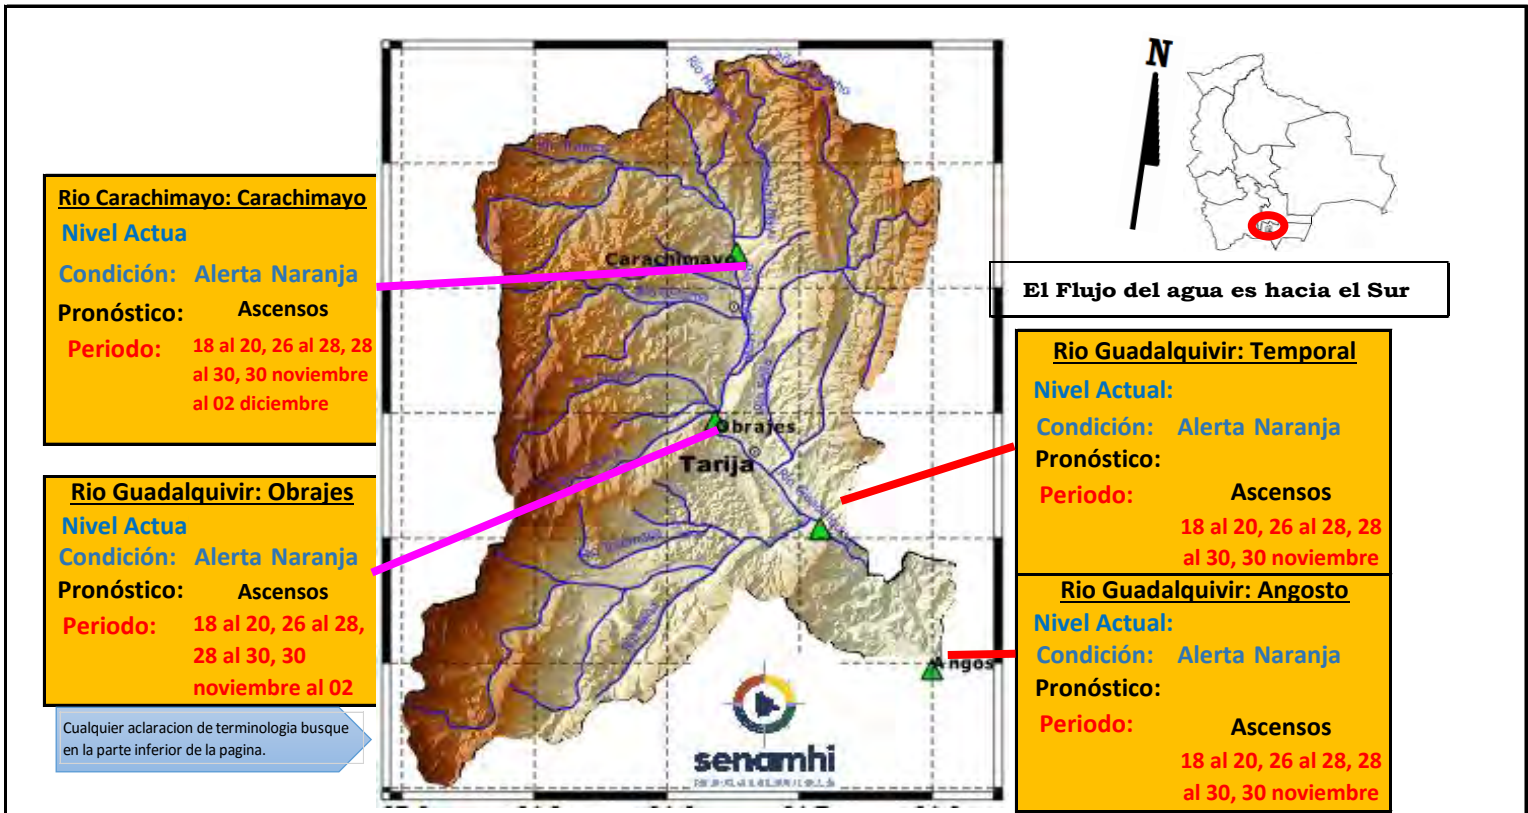 N
Rio Carachimayo: Carachimayo
Nivel Actua
Condición: Alerta Naranja
Pronóstico: Ascensos
Periodo: 18 al 20, 26 al 28, 28
al 30, 30 noviembre
al 02 diciembre
Rio Guadalquivir: Obrajes
Nivel Actua
Condición: Alerta Naranja
Pronóstico: Ascensos
Periodo: 18 al 20, 26 al 28,
28 al 30, 30
noviembre al 02
Cualquier aclaracion de terminologia busque
en la parte inferior de la pagina.
Carachimayo
Obrajes
Tarija
Angos
senamhi
El Flujo del agua es hacia el Sur
Rio Guadalquivir: Temporal
Nivel Actual:
Condición: Alerta Naranja
Pronóstico:
Periodo: Ascensos
18 al 20, 26 al 28, 28
al 30, 30 noviembre
Rio Guadalquivir: Angosto
Nivel Actual:
Condición: Alerta Naranja
Pronóstico:
Periodo: Ascensos
18 al 20, 26 al 28, 28
al 30, 30 noviembre